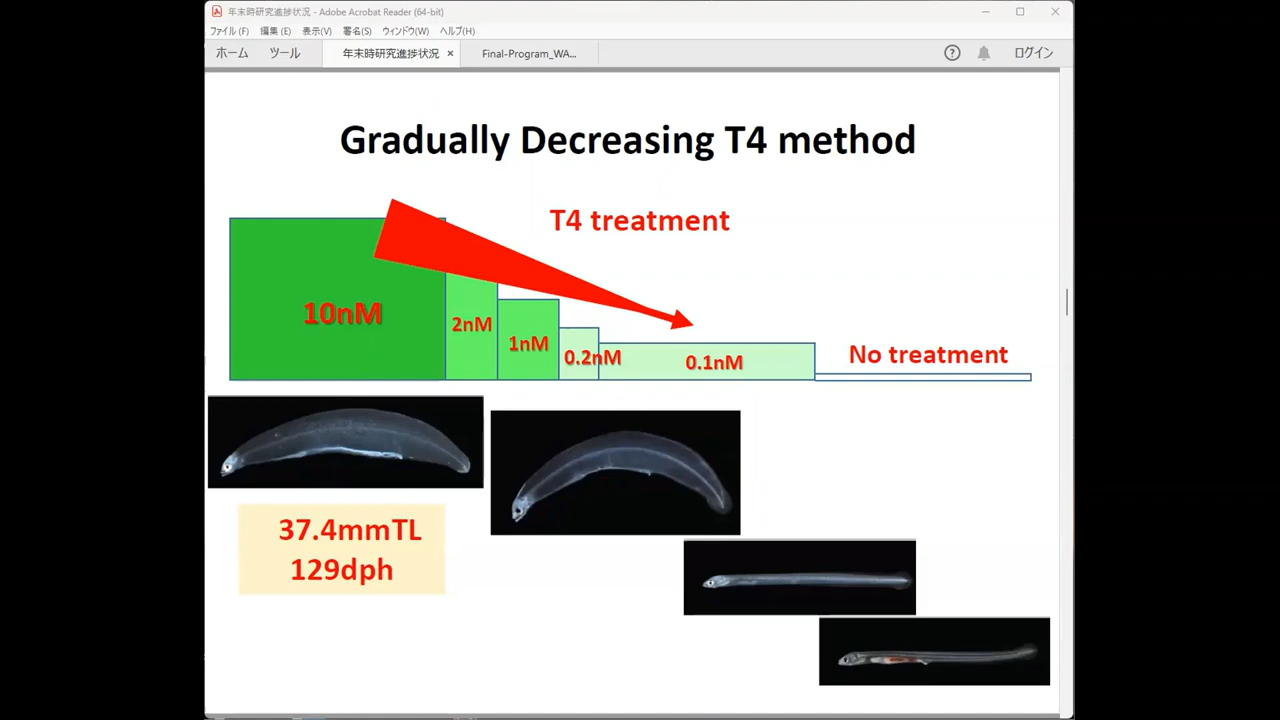 年末時研究進捗状況 - Adobe Acrobat Reader (64-bit)
ファイル(F) 編集(E) 表示(V) 署名(S) ウィンドウ(W) ヘルプ(H)
ホーム ツール 年末時研究進捗状況 × Final-Program_WA... ログイン
Gradually Decreasing T4 method
T4 treatment
10nM
2nM
1nM
0.2nM
0.1nM
No treatment
37.4mmTL
129dph